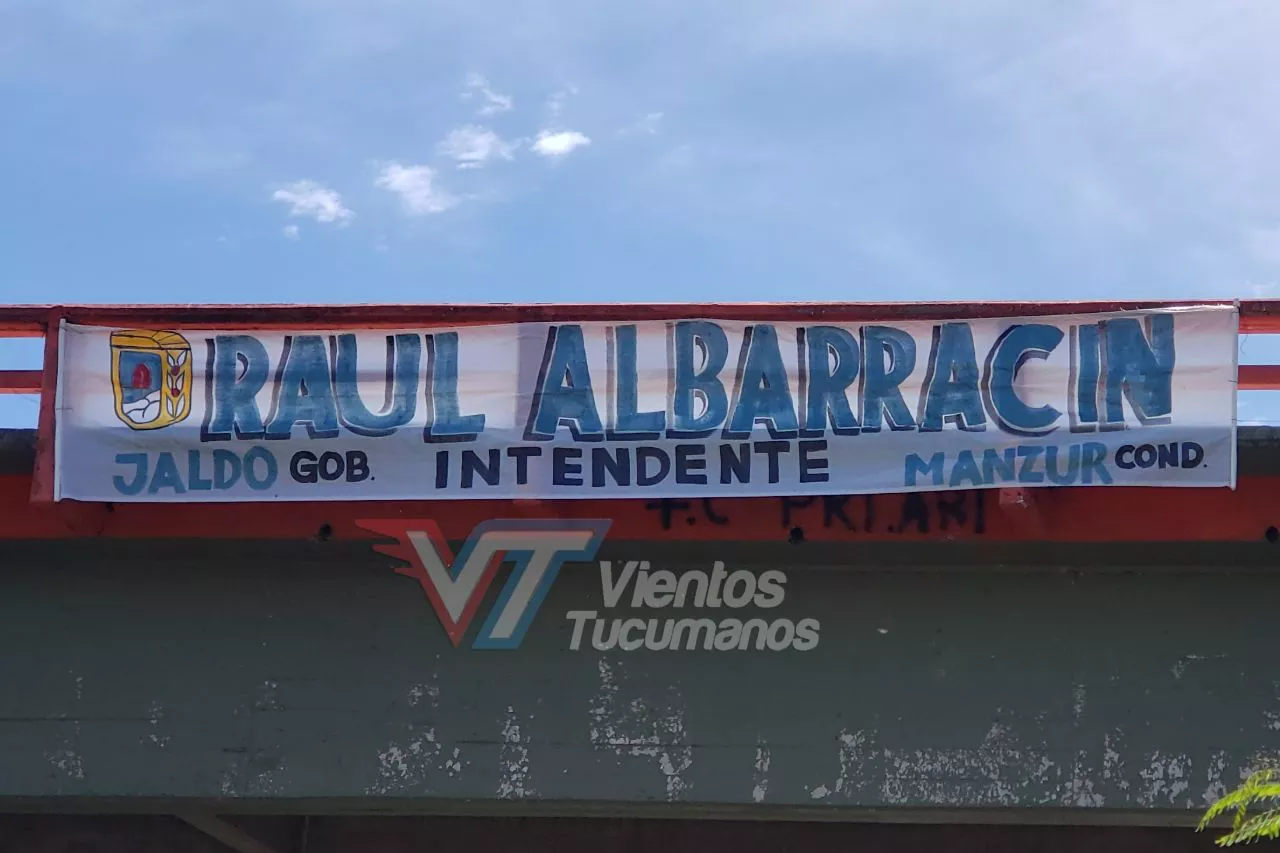 RAUL ALBARRACIN
JALDO GOB. INTENDENTE MANZUR COND.
VT Vientos
Tucumanos